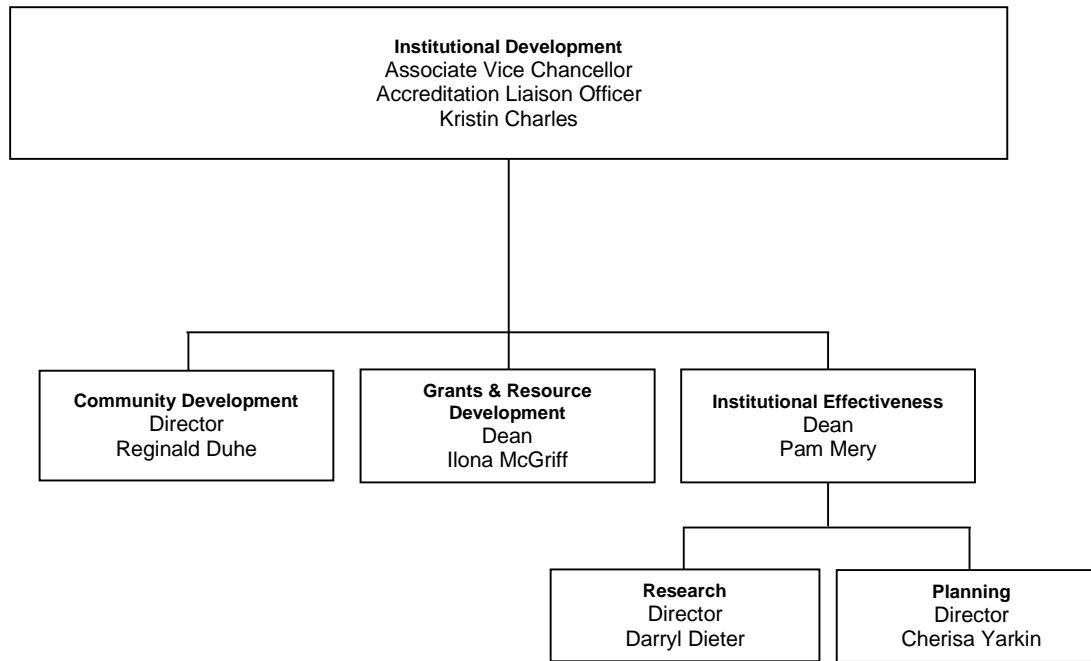 Institutional Development
Associate Vice Chancellor
Accreditation Liaison Officer
Kristin Charles
Community Development
Director
Reginald Duhe
Grants & Resource
Development
Dean
Ilona McGriff
Institutional Effectiveness
Dean
Pam Mery
Research
Director
Darryl Dieter
Planning
Director
Cherisa Yarkin